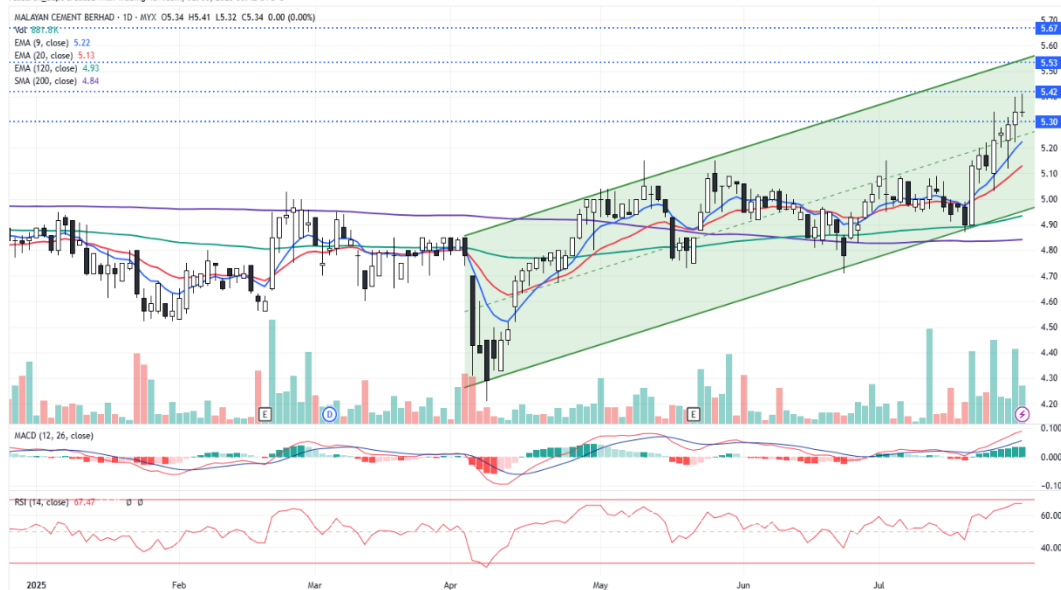 MALAYAN CEMENT BERHAD · 1D · MYX O5.34 H5.41 L5.32 C5.34 0.00 (0.00%)
Vol 881.8K
EMA (9, close) 5.22
EMA (20, close) 5.13
EMA (120, close) 4.93
SMA (200, close) 4.84
5.70
5.67
5.60
5.53
5.50
5.42
5.30
5.20
5.10
5.00
4.90
4.80
4.70
4.60
4.50
4.40
4.30
4.20
E
D
E
MACD (12, 26, close)
0.100
0.000
−0.10
RSI (14, close) 67.47 Ø Ø
60.00
40.00
2025 Feb Mar Apr May Jun Jul